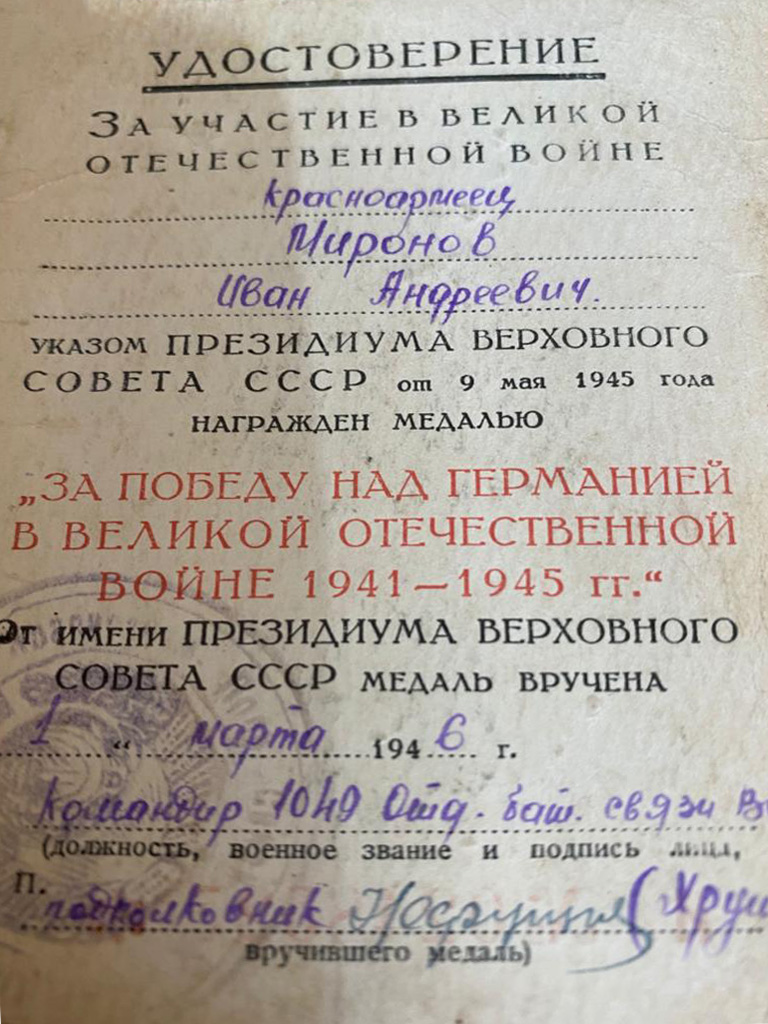 УДОСТОВЕРЕНИЕ
ЗА УЧАСТИЕ В ВЕЛИКОЙ
ОТЕЧЕСТВЕННОЙ ВОЙНЕ
Красноармеец
Миронов
Иван Андреевич.
УКАЗОМ ПРЕЗИДИУМА ВЕРХОВНОГО
СОВЕТА СССР от 9 мая 1945 года
НАГРАЖДЕН МЕДАЛЬЮ
„ЗА ПОБЕДУ НАД ГЕРМАНИЕЙ
В ВЕЛИКОЙ ОТЕЧЕСТВЕННОЙ
ВОЙНЕ 1941—1945 гг.“
От ИМЕНИ ПРЕЗИДИУМА ВЕРХОВНОГО
СОВЕТА СССР МЕДАЛЬ ВРУЧЕНА
1 “ марта 1946 г.
Командир 1049 Отд. бат. связи
(должность, военное звание и подпись лица,
П.
подполковник
вручившего медаль)